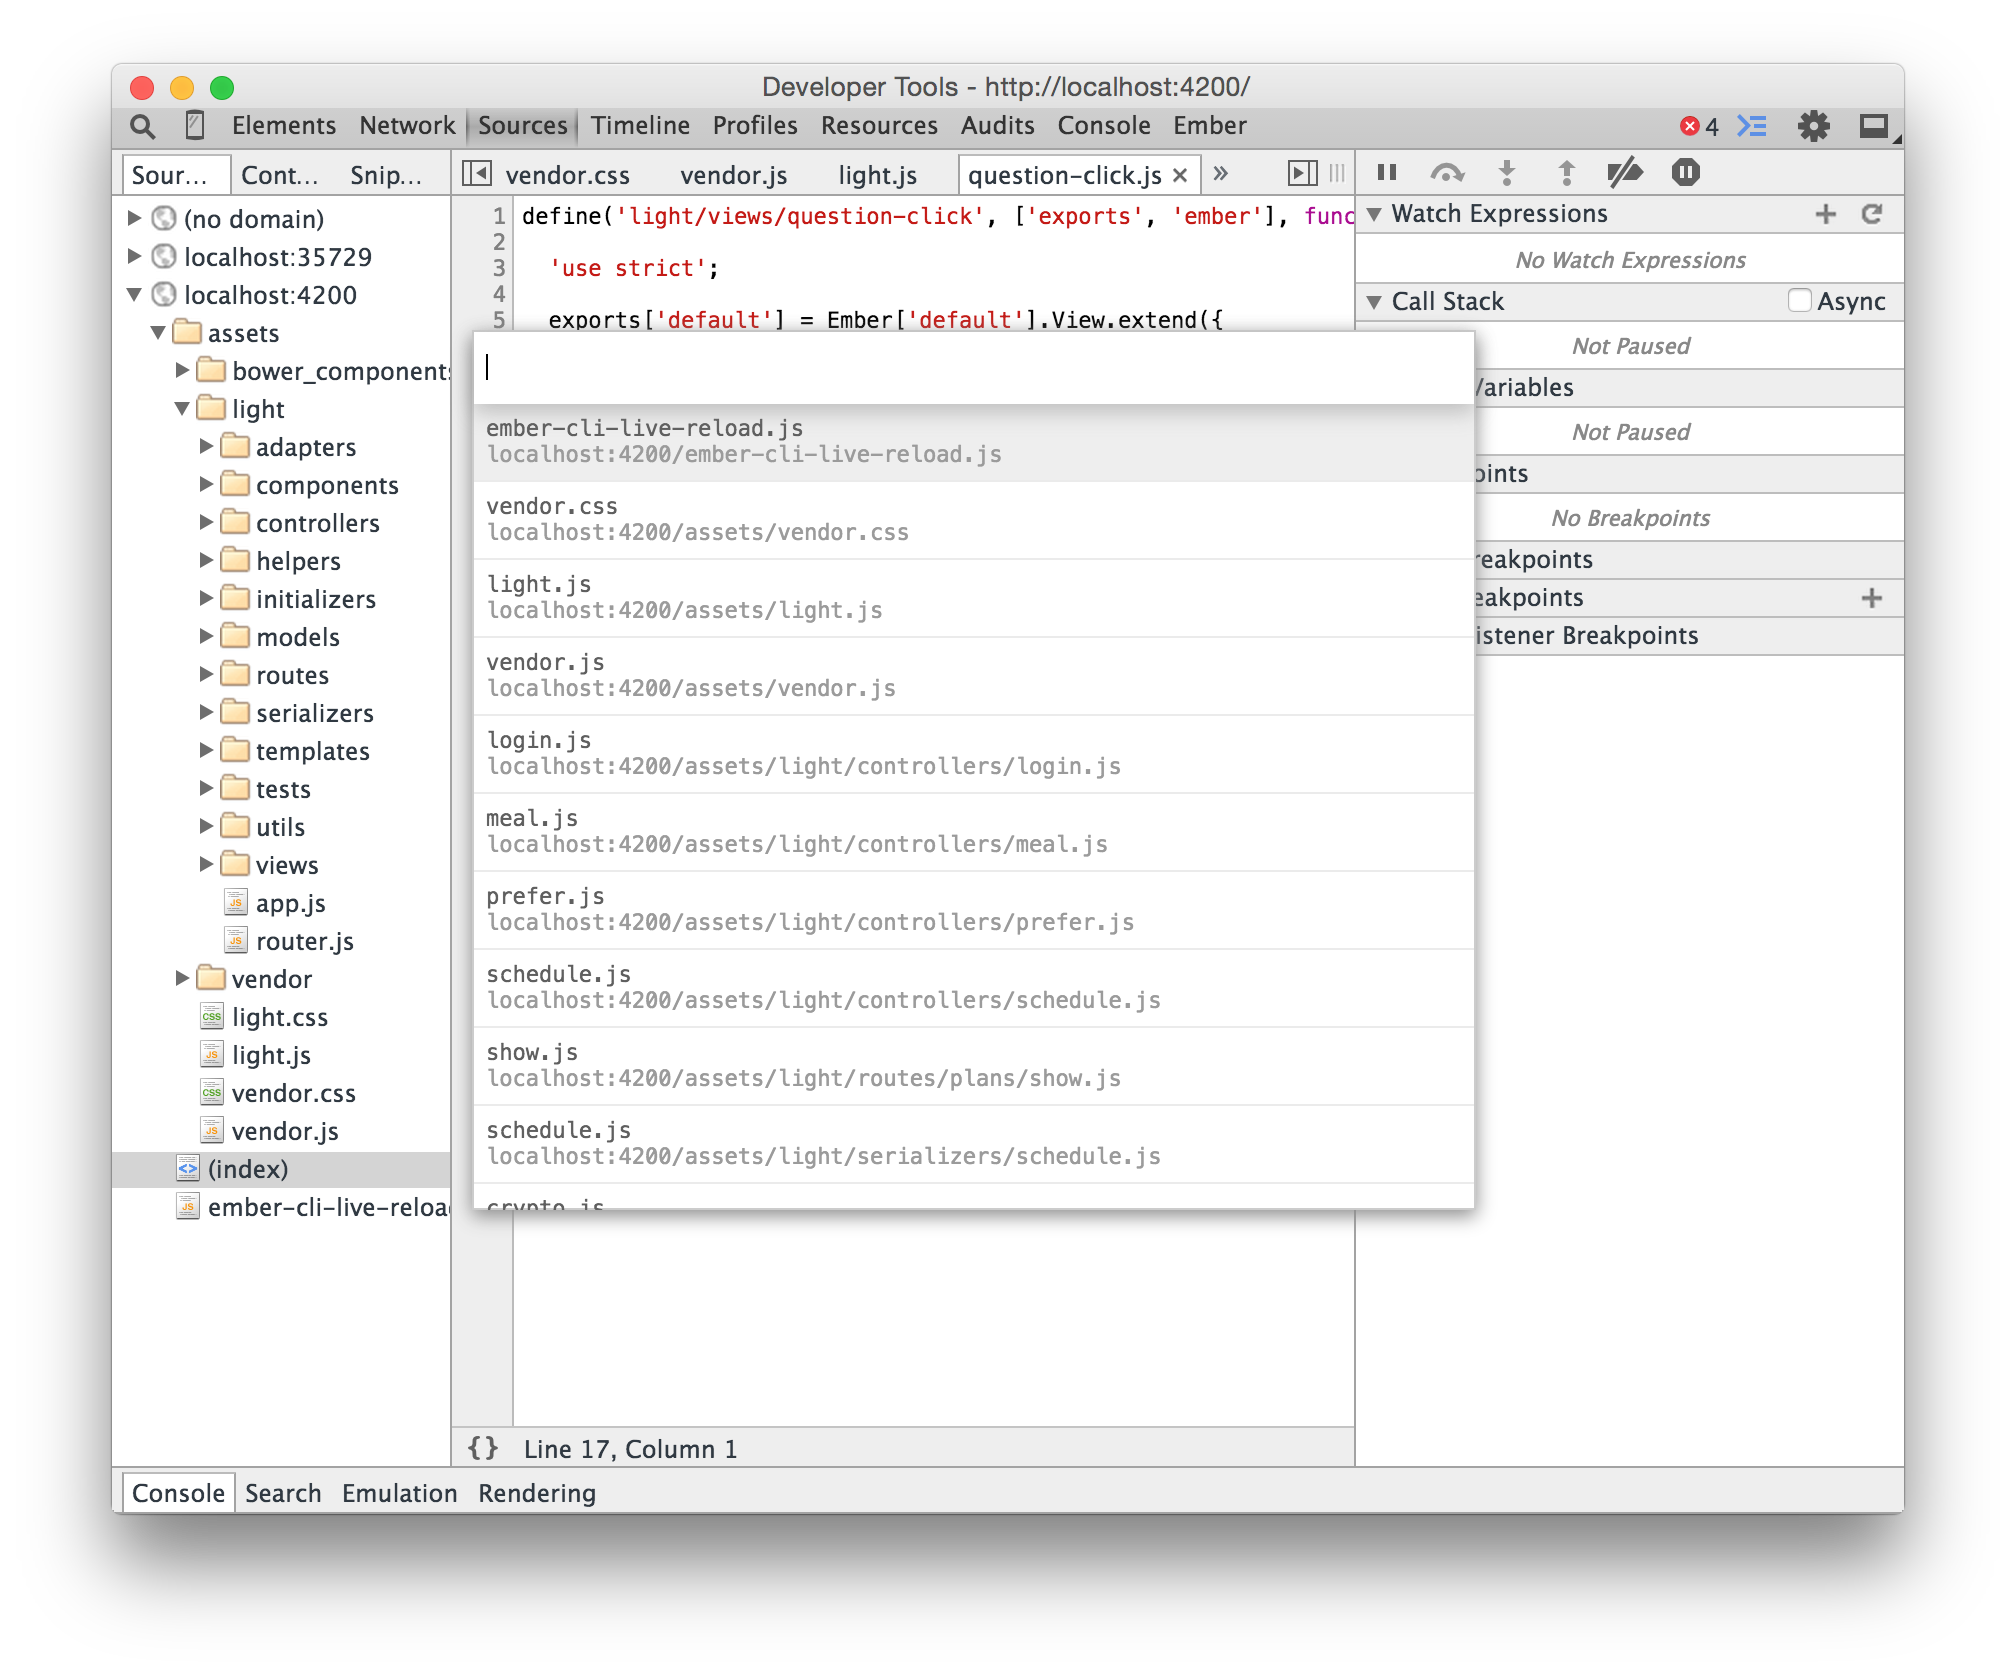 Developer Tools - http://localhost:4200/
Elements Network Sources Timeline Profiles Resources Audits Console Ember 4
Sour... Cont... Snip...
vendor.css vendor.js light.js question-click.js × »
(no domain)
localhost:35729
localhost:4200
assets
bower_component
light
adapters
components
controllers
helpers
initializers
models
routes
serializers
templates
tests
utils
views
app.js
router.js
vendor
light.css
light.js
vendor.css
vendor.js
(index)
ember-cli-live-reloa
1 define('light/views/question-click', ['exports', 'ember'], func
2
3 'use strict';
4
5 exports['default'] = Ember['default'].View.extend({
ember-cli-live-reload.js
localhost:4200/ember-cli-live-reload.js
vendor.css
localhost:4200/assets/vendor.css
light.js
localhost:4200/assets/light.js
vendor.js
localhost:4200/assets/vendor.js
login.js
localhost:4200/assets/light/controllers/login.js
meal.js
localhost:4200/assets/light/controllers/meal.js
prefer.js
localhost:4200/assets/light/controllers/prefer.js
schedule.js
localhost:4200/assets/light/controllers/schedule.js
show.js
localhost:4200/assets/light/routes/plans/show.js
schedule.js
localhost:4200/assets/light/serializers/schedule.js
crypto.js
{} Line 17, Column 1
Watch Expressions
No Watch Expressions
Call Stack Async
Not Paused
Variables
Not Paused
oints
No Breakpoints
reakpoints
eakpoints
istener Breakpoints
Console Search Emulation Rendering